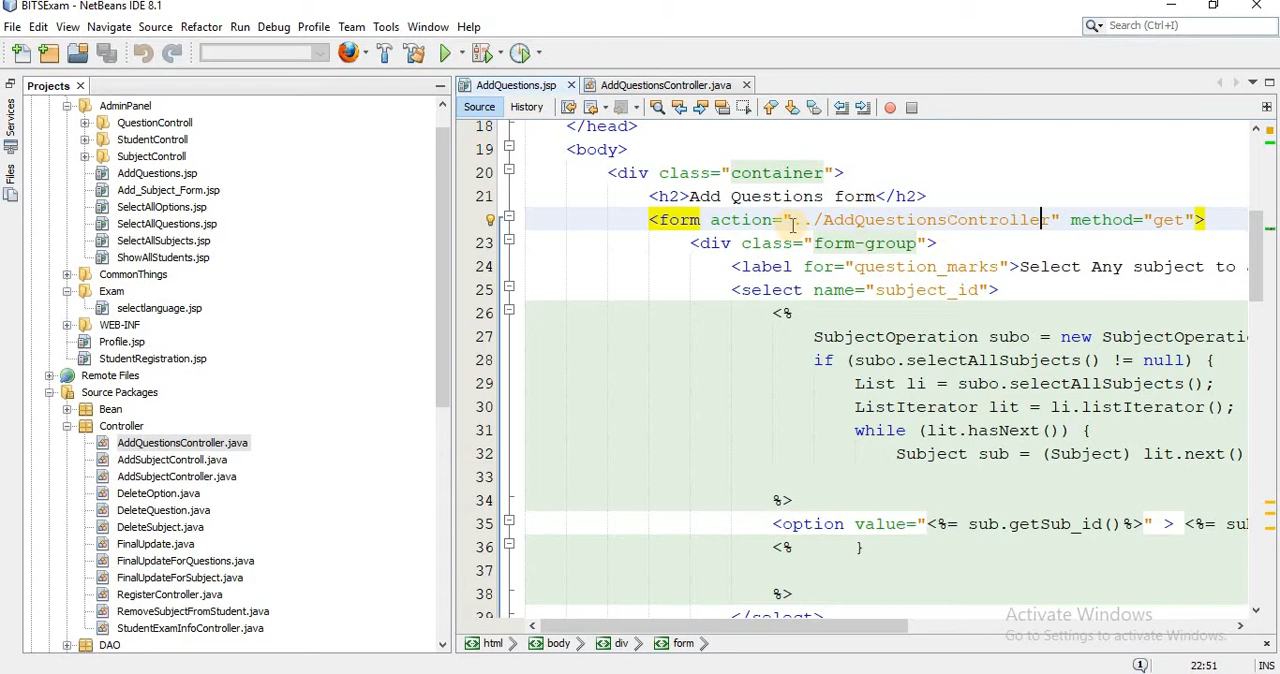 BITSExam - NetBeans IDE 8.1
File Edit View Navigate Source Refactor Run Debug Profile Team Tools Window Help
Search (Ctrl+I)
Projects
AddQuestions.jsp
AddQuestionsController.java
Services
Files
Source History
AdminPanel
QuestionControll
StudentControll
SubjectControll
AddQuestions.jsp
Add_Subject_Form.jsp
SelectAllOptions.jsp
SelectAllQuestions.jsp
SelectAllSubjects.jsp
ShowAllStudents.jsp
CommonThings
Exam
selectlanguage.jsp
WEB-INF
Profile.jsp
StudentRegistration.jsp
Remote Files
Source Packages
Bean
Controller
AddQuestionsController.java
AddSubjectControll.java
AddSubjectController.java
DeleteOption.java
DeleteQuestion.java
DeleteSubject.java
FinalUpdate.java
FinalUpdateForQuestions.java
FinalUpdateForSubject.java
RegisterController.java
RemoveSubjectFromStudent.java
StudentExamInfoController.java
DAO
18 </head>
19 <body>
20 <div class="container">
21 <h2>Add Questions form</h2>
22 <form action="../AddQuestionsController" method="get">
23 <div class="form-group">
24 <label for="question_marks">Select Any subject to
25 <select name="subject_id">
26 <%
27 SubjectOperation subo = new SubjectOperati
28 if (subo.selectAllSubjects() != null) {
29 List li = subo.selectAllSubjects();
30 ListIterator lit = li.listIterator();
31 while (lit.hasNext()) {
32 Subject sub = (Subject) lit.next()
33
34 %>
35 <option value="<%= sub.getSub_id()%>" > <%= su
36 <% }
37
38 %>
39 </select>
Activate Windows
Go to Settings to activate Windows.
html body div form
1 22:51 INS